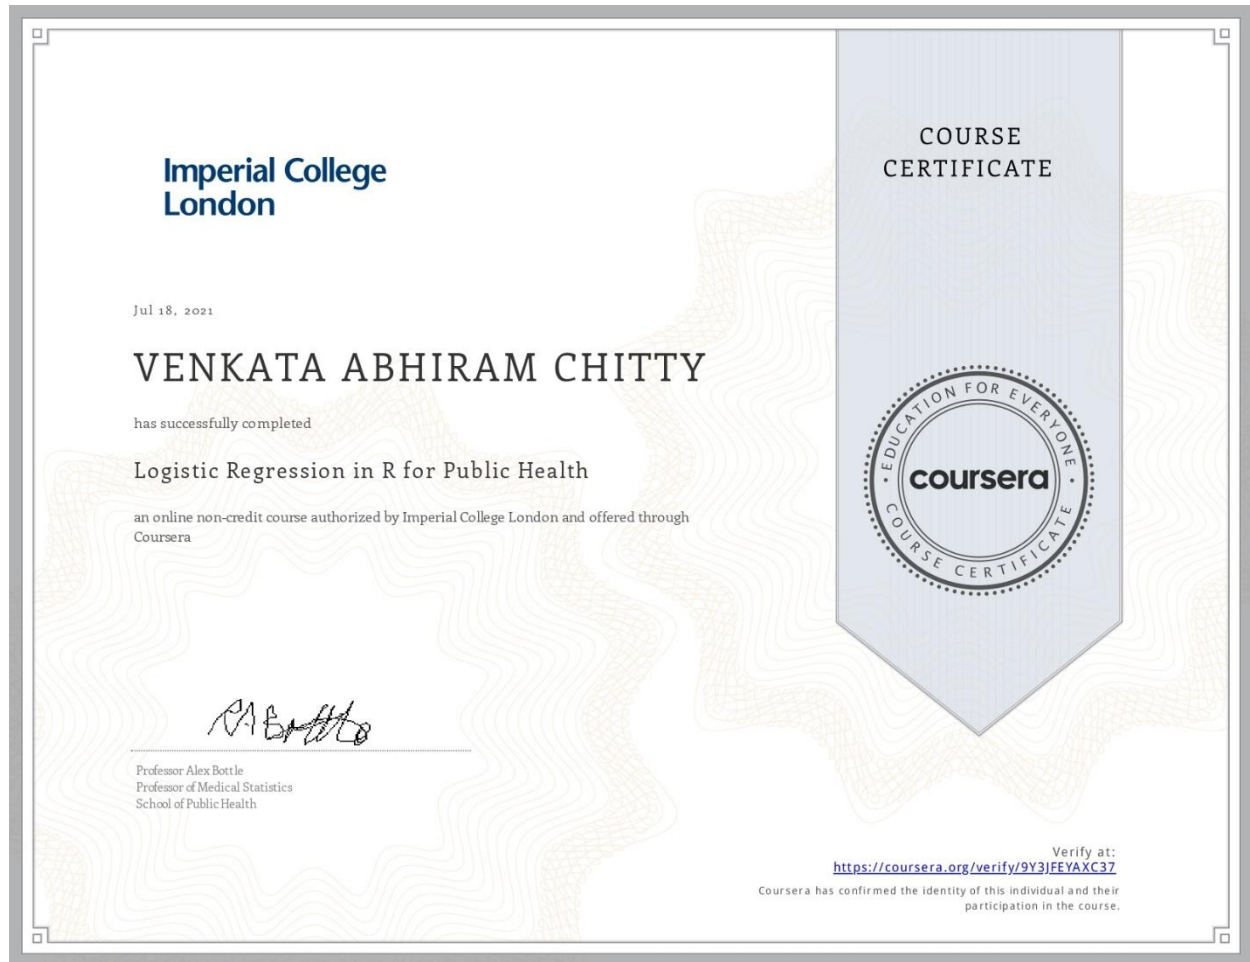 Imperial College
London
COURSE
CERTIFICATE
Jul 18, 2021
VENKATA ABHIRAM CHITTY
has successfully completed
Logistic Regression in R for Public Health
an online non-credit course authorized by Imperial College London and offered through
Coursera
EDUCATION FOR EVERYONE
coursera
COURSE CERTIFICATE
Professor Alex Bottle
Professor of Medical Statistics
School of Public Health
Verify at:
https://coursera.org/verify/9Y3JFEYAXC37
Coursera has confirmed the identity of this individual and their
participation in the course.